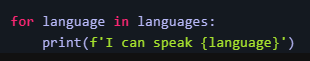 for language in languages:
    print(f'I can speak {language}')